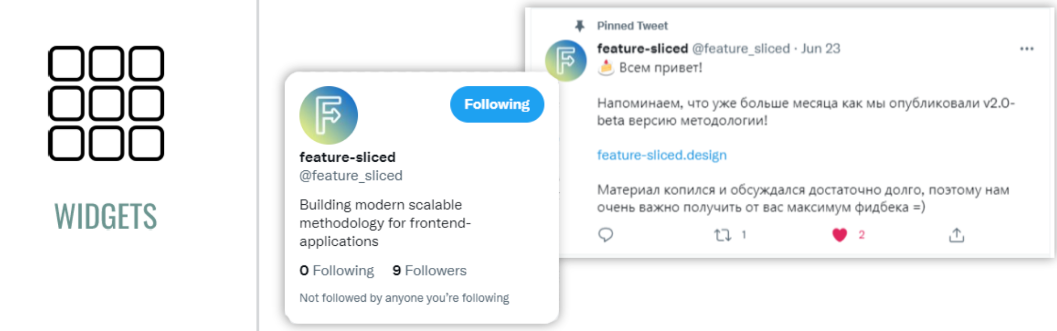 WIDGETS
Following
feature-sliced
@feature_sliced
Building modern scalable
methodology for frontend-
applications
0 Following 9 Followers
Not followed by anyone you're following
Pinned Tweet
feature-sliced @feature_sliced · Jun 23
🎂 Всем привет!
Напоминаем, что уже больше месяца как мы опубликовали v2.0-
beta версию методологии!
feature-sliced.design
Материал копился и обсуждался достаточно долго, поэтому нам
очень важно получить от вас максимум фидбека =)
1 2